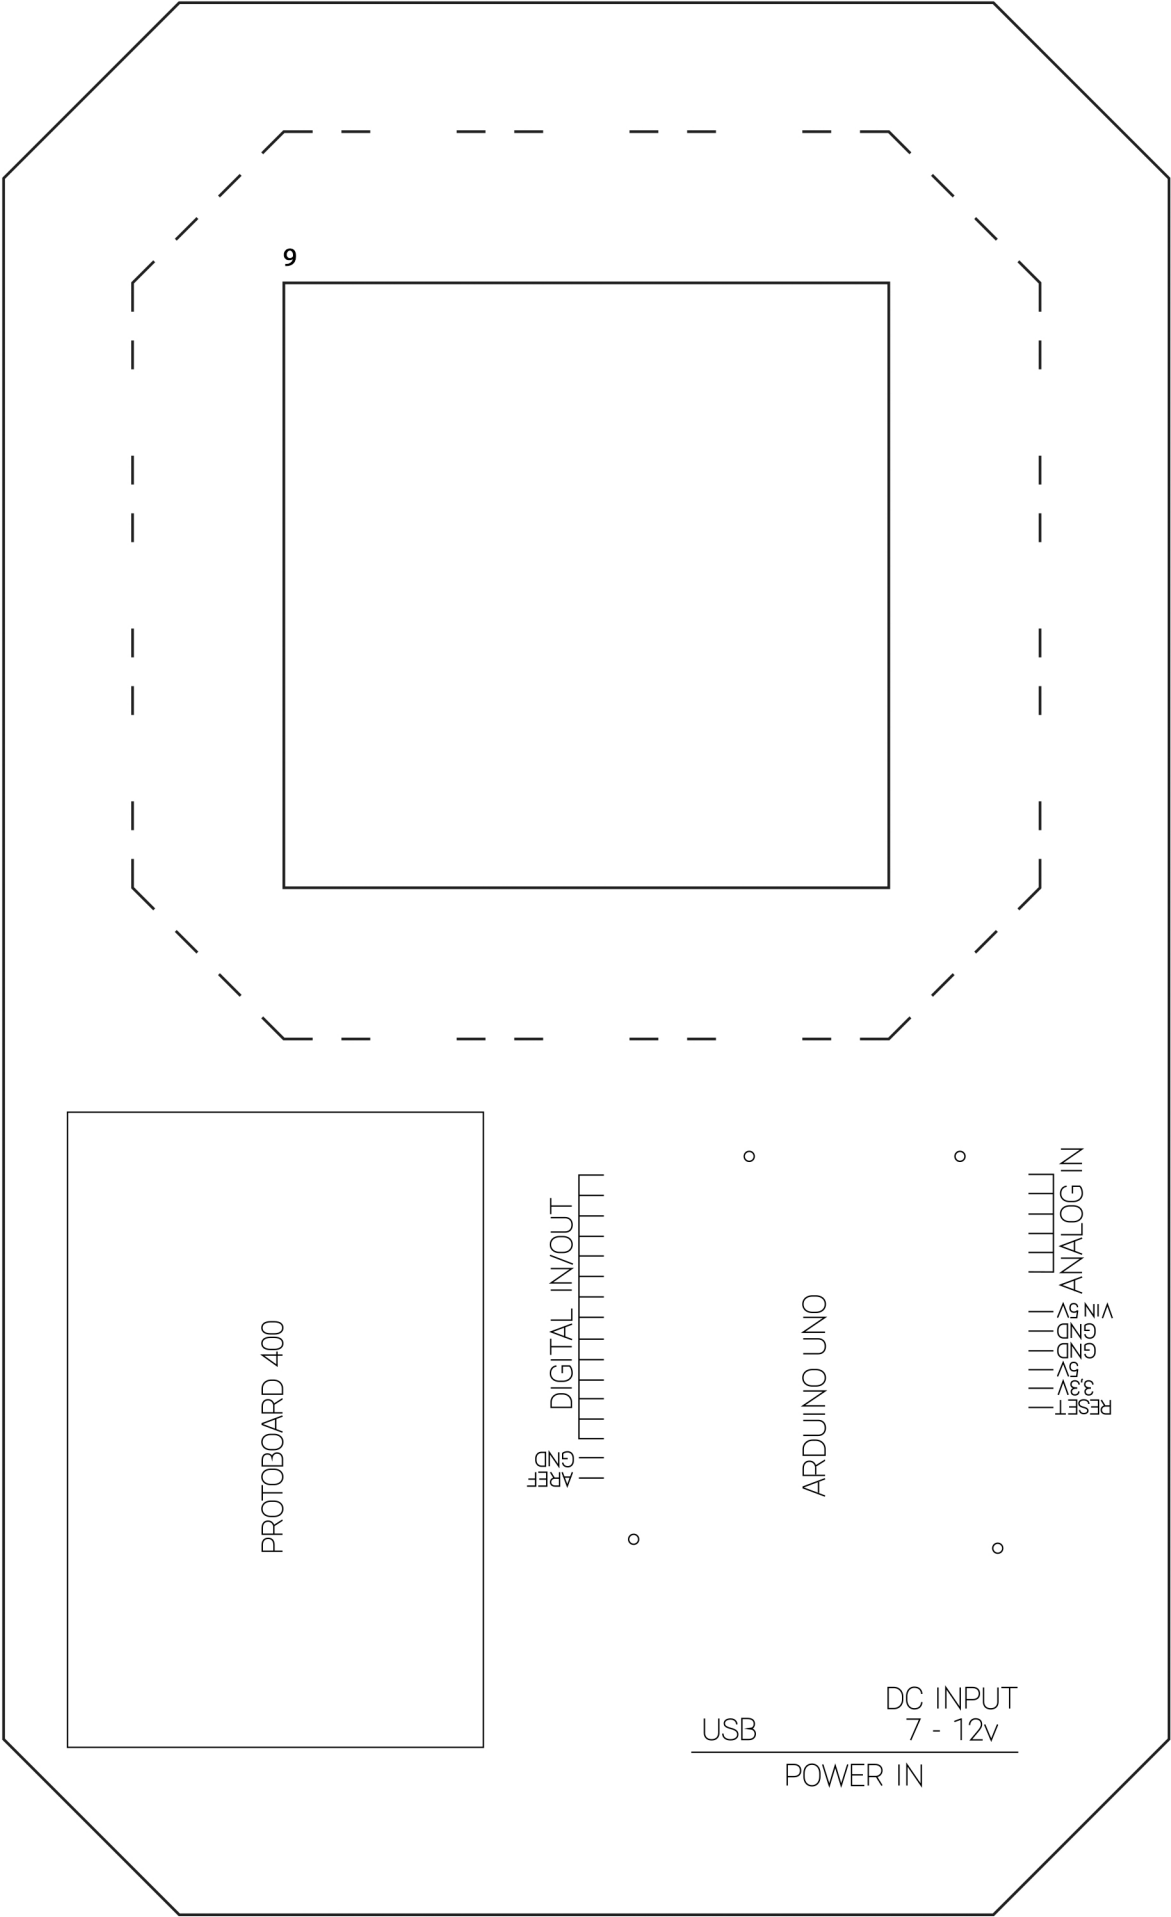 9
PROTOBOARD 400
DIGITAL IN/OUT
GND
AREF
ARDUINO UNO
ANALOG IN
VIN 5V
GND
GND
5V
3,3V
RESET
USB
DC INPUT
7 - 12v
POWER IN